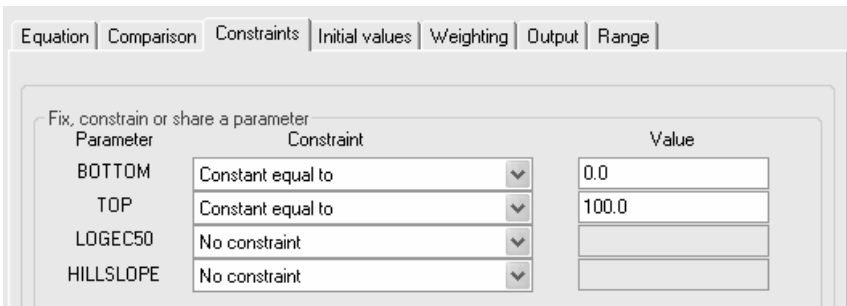 Equation Comparison Constraints Initial values Weighting Output Range
Fix, constrain or share a parameter
Parameter Constraint Value
BOTTOM Constant equal to 0.0
TOP Constant equal to 100.0
LOGEC50 No constraint
HILLSLOPE No constraint